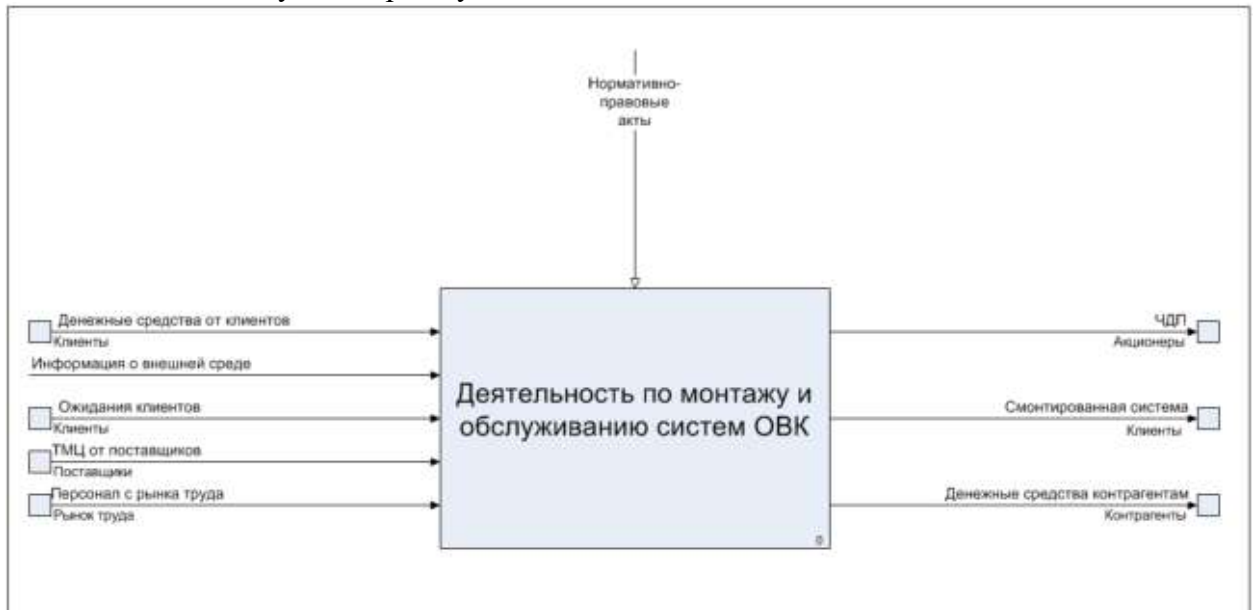 Нормативно-
правовые
акты
Денежные средства от клиентов
Клиенты
Информация о внешней среде
Ожидания клиентов
Клиенты
ТМЦ от поставщиков
Поставщики
Персонал с рынка труда
Рынок труда
Деятельность по монтажу и
обслуживанию систем ОВК
0
ЧДП
Акционеры
Смонтированная система
Клиенты
Денежные средства контрагентам
Контрагенты